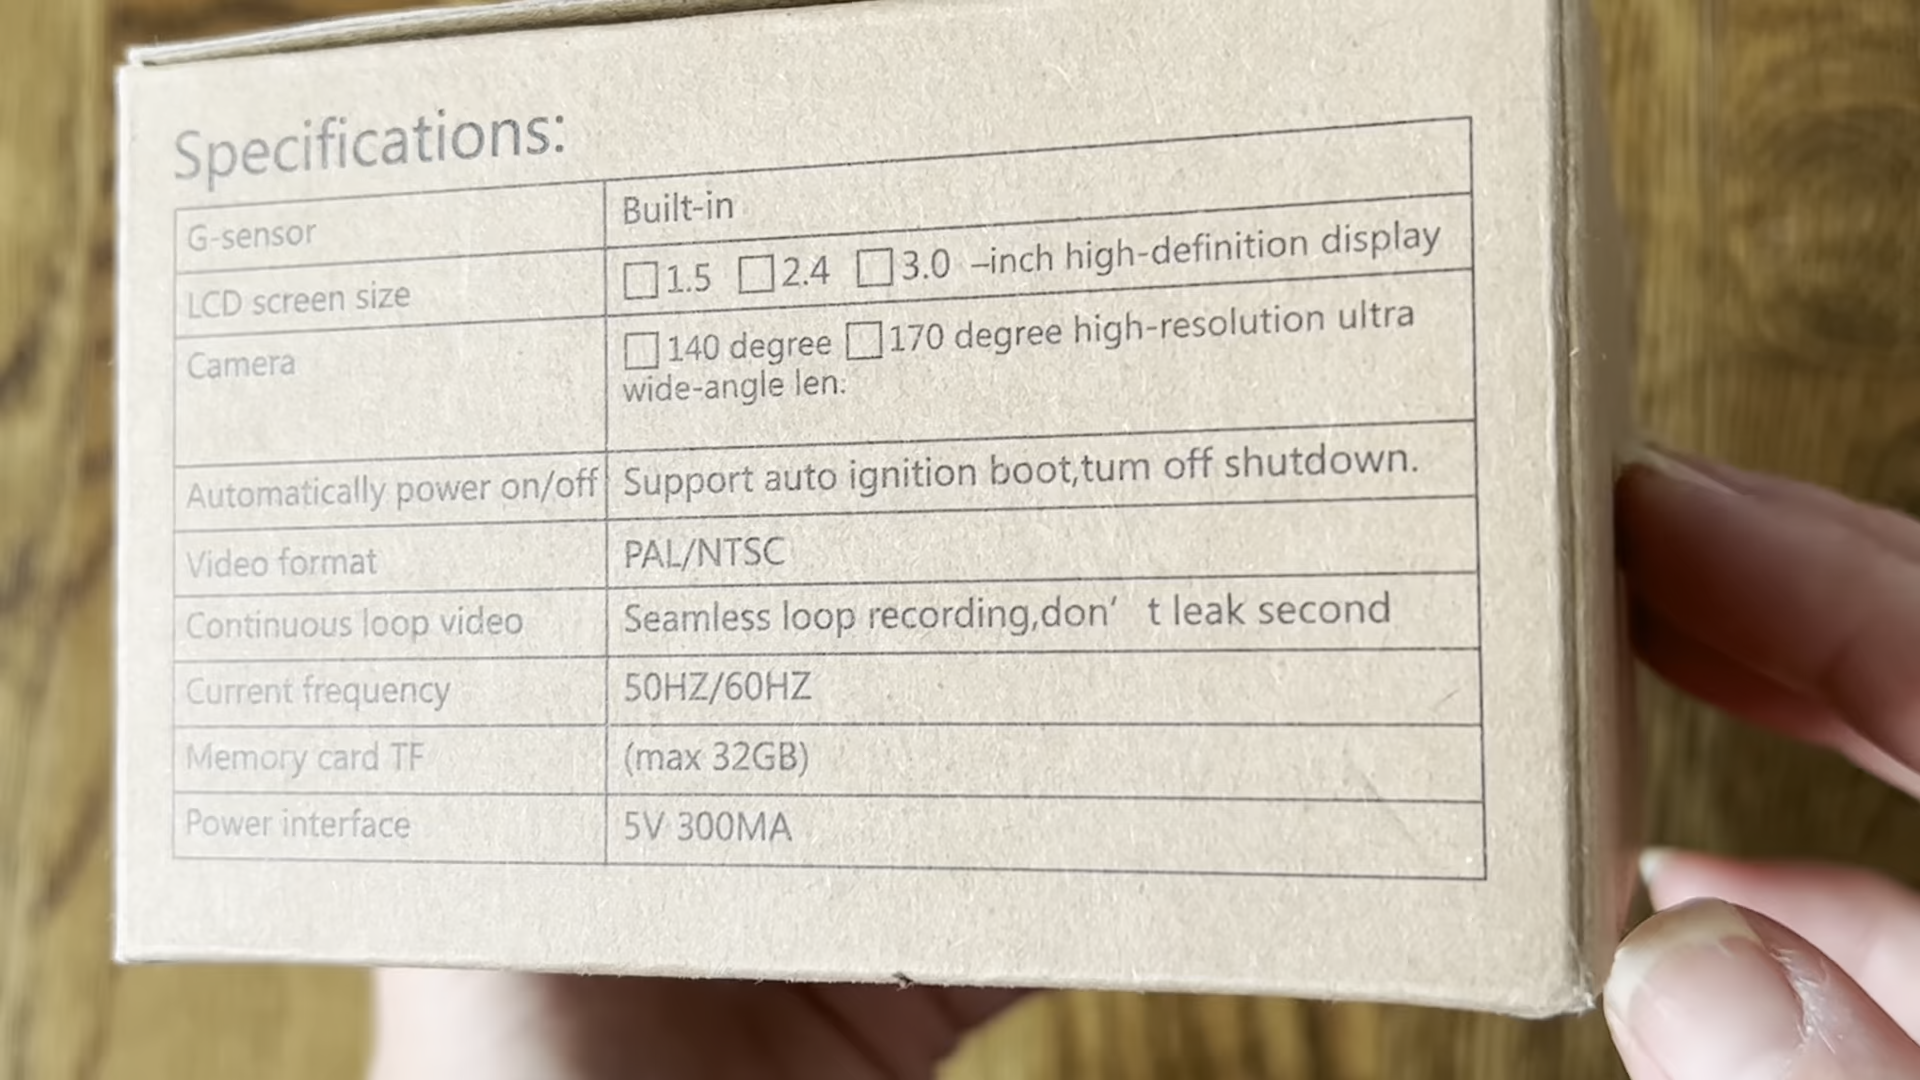 Specifications:
G-sensor Built-in
LCD screen size □1.5 □2.4 □3.0 –inch high-definition display
Camera □140 degree □170 degree high-resolution ultra
wide-angle len:
Automatically power on/off Support auto ignition boot,tum off shutdown.
Video format PAL/NTSC
Continuous loop video Seamless loop recording,don’ t leak second
Current frequency 50HZ/60HZ
Memory card TF (max 32GB)
Power interface 5V 300MA